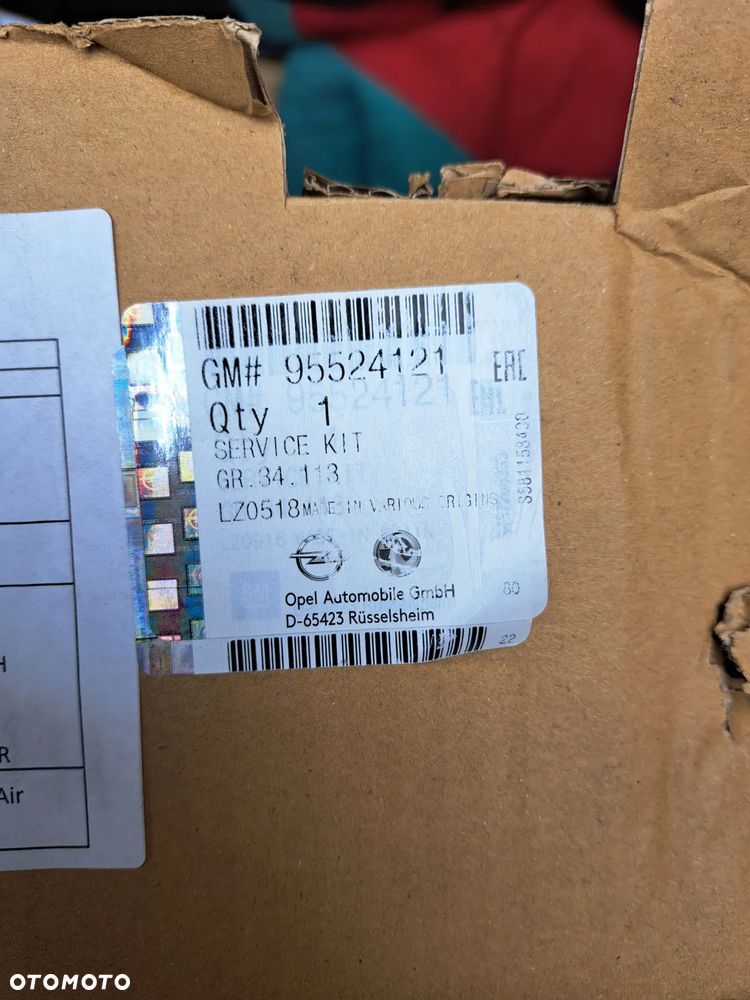 GM# 95524121
EAC
Qty 1
SERVICE KIT
GR.34.113
LZ0518 MADE IN VARIOUS ORIGINS
Opel Automobile GmbH
D-65423 Rüsselsheim
80
22
H
R
Air
OTOMOTO